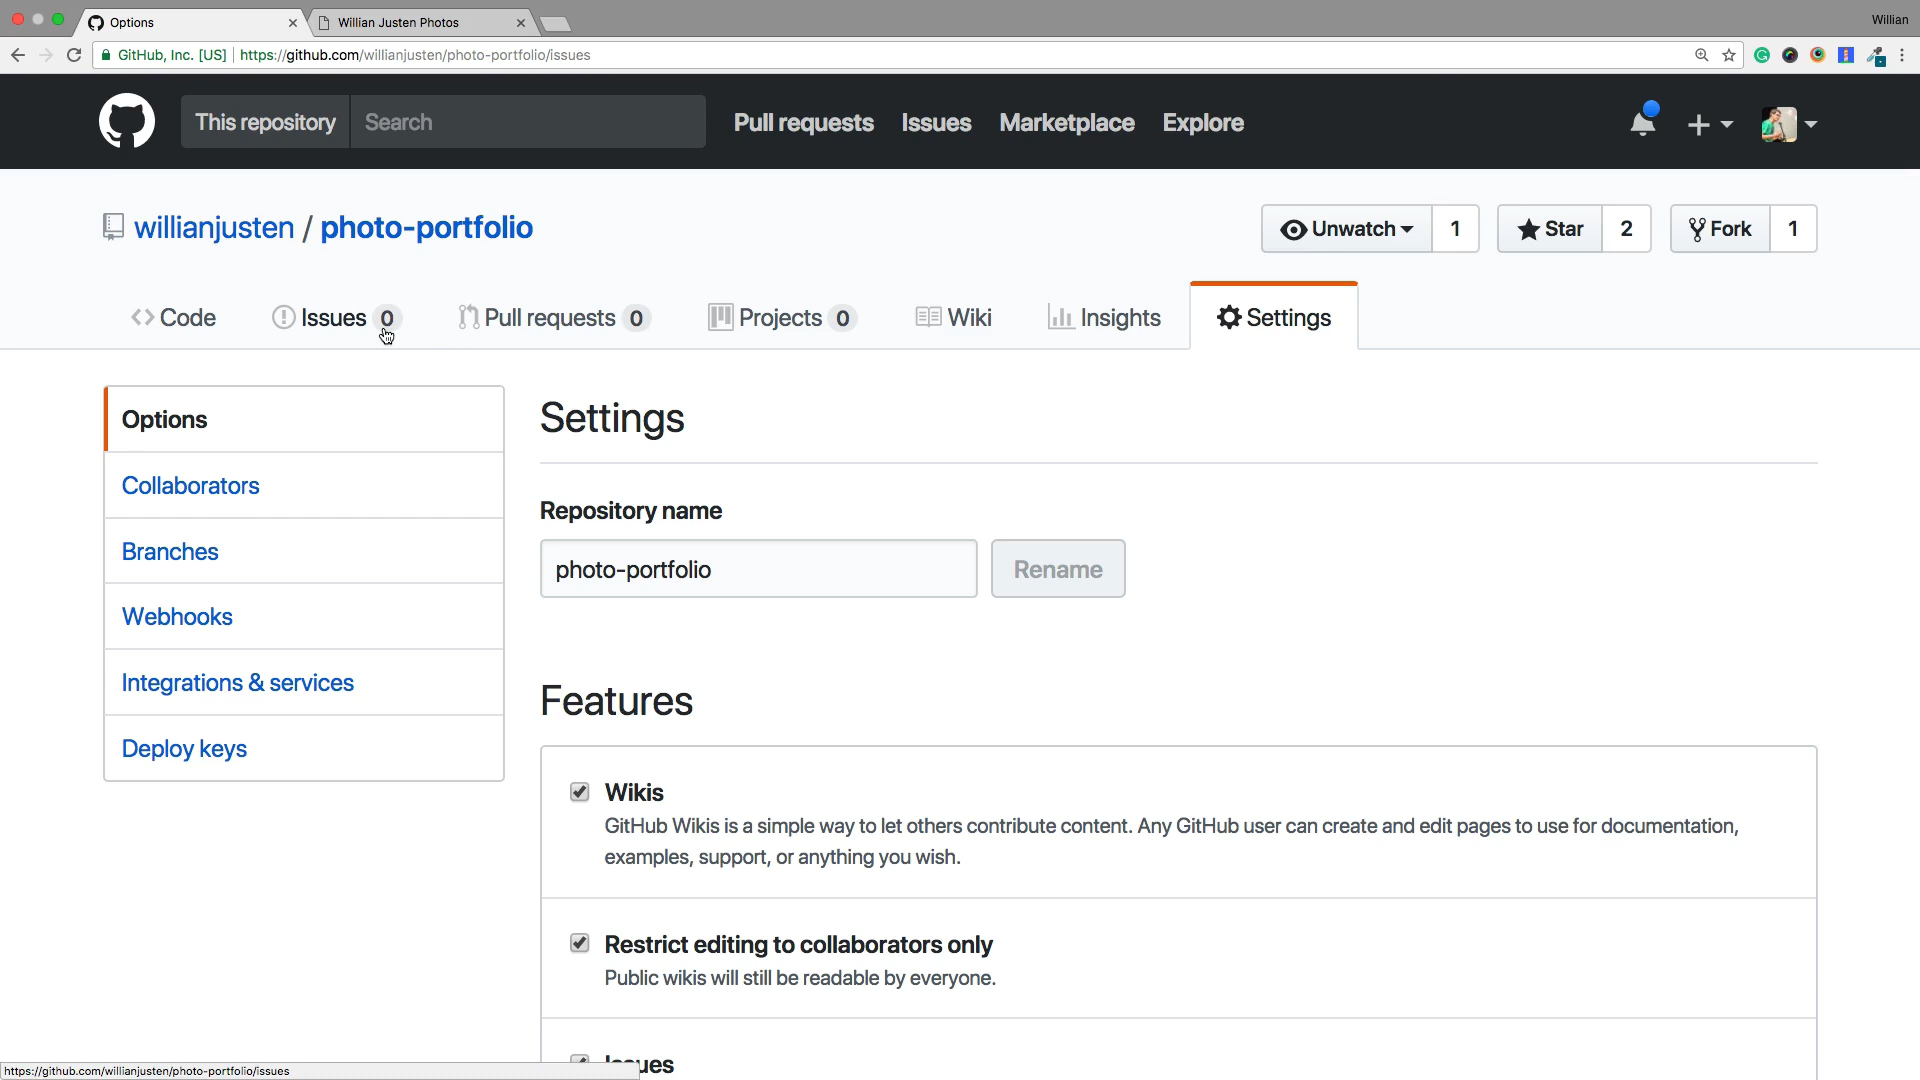 Options
Willian Justen Photos
Willian
GitHub, Inc. [US]
https://github.com/willianjusten/photo-portfolio/issues
This repository
Search
Pull requests
Issues
Marketplace
Explore
willianjusten / photo-portfolio
Unwatch
1
Star
2
Fork
1
Code
Issues 0
Pull requests 0
Projects 0
Wiki
Insights
Settings
Options
Collaborators
Branches
Webhooks
Integrations & services
Deploy keys
Settings
Repository name
photo-portfolio
Rename
Features
Wikis
GitHub Wikis is a simple way to let others contribute content. Any GitHub user can create and edit pages to use for documentation,
examples, support, or anything you wish.
Restrict editing to collaborators only
Public wikis will still be readable by everyone.
Issues
https://github.com/willianjusten/photo-portfolio/issues